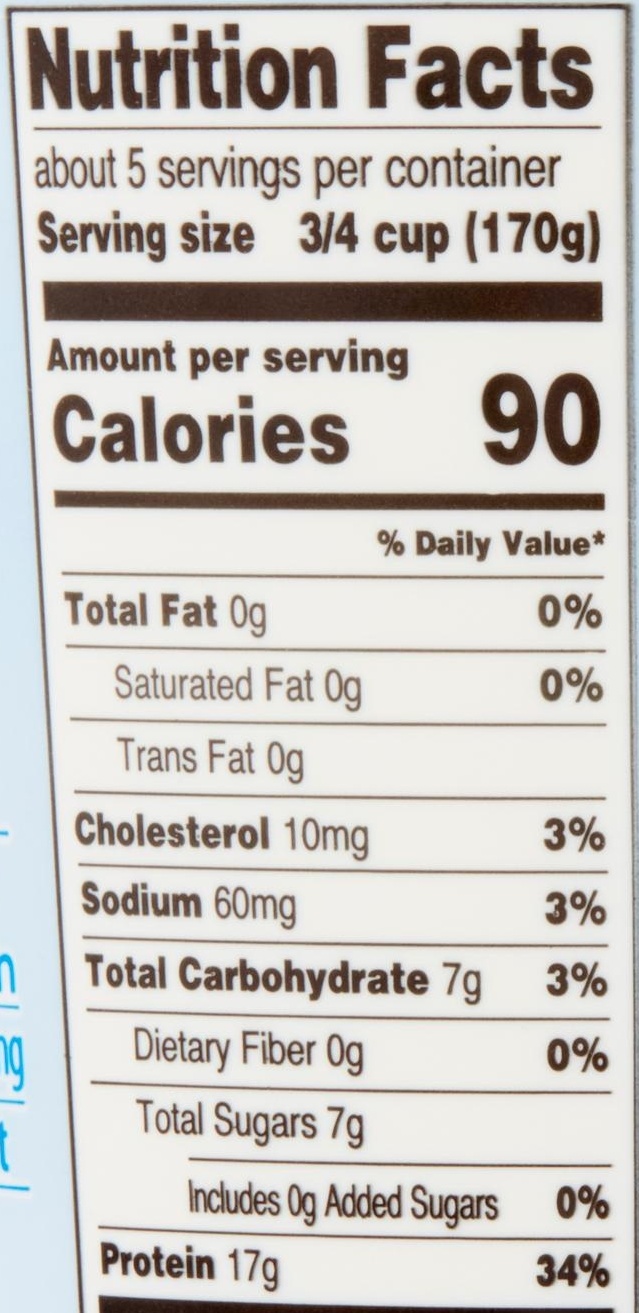 Nutrition Facts
about 5 servings per container
Serving size 3/4 cup (170g)
Amount per serving
Calories 90
% Daily Value*
Total Fat 0g 0%
Saturated Fat 0g 0%
Trans Fat 0g
Cholesterol 10mg 3%
Sodium 60mg 3%
Total Carbohydrate 7g 3%
Dietary Fiber 0g 0%
Total Sugars 7g
Includes 0g Added Sugars 0%
Protein 17g 34%